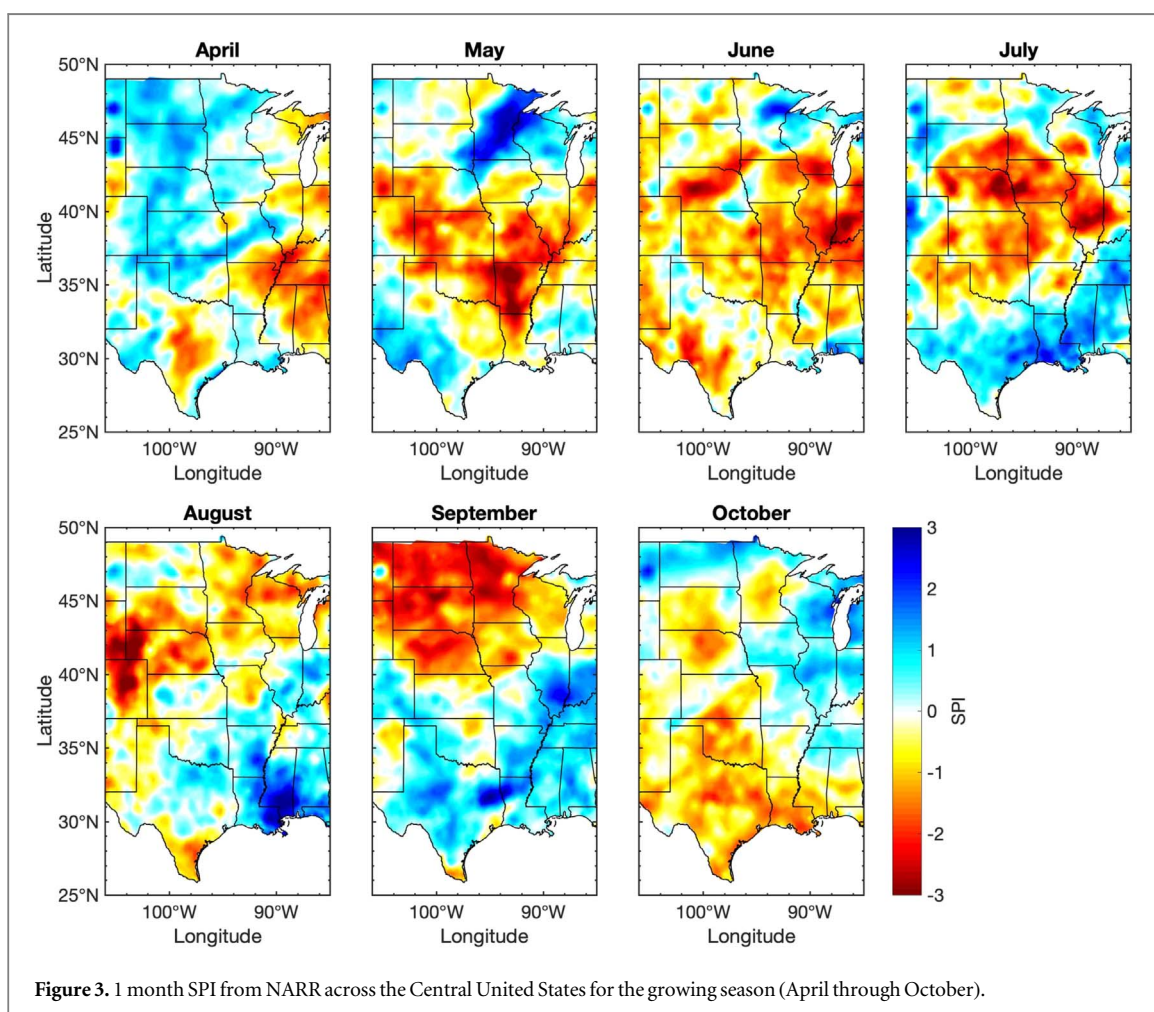 April May June July
50°N
45°N
40°N
35°N
30°N
25°N
Latitude
100°W 90°W 100°W 90°W 100°W 90°W 100°W 90°W
Longitude Longitude Longitude Longitude
August September October
50°N
45°N
40°N
35°N
30°N
25°N
Latitude
3
2
1
0
-1
-2
-3
SPI
100°W 90°W 100°W 90°W 100°W 90°W
Longitude Longitude Longitude
Figure 3. 1 month SPI from NARR across the Central United States for the growing season (April through October).